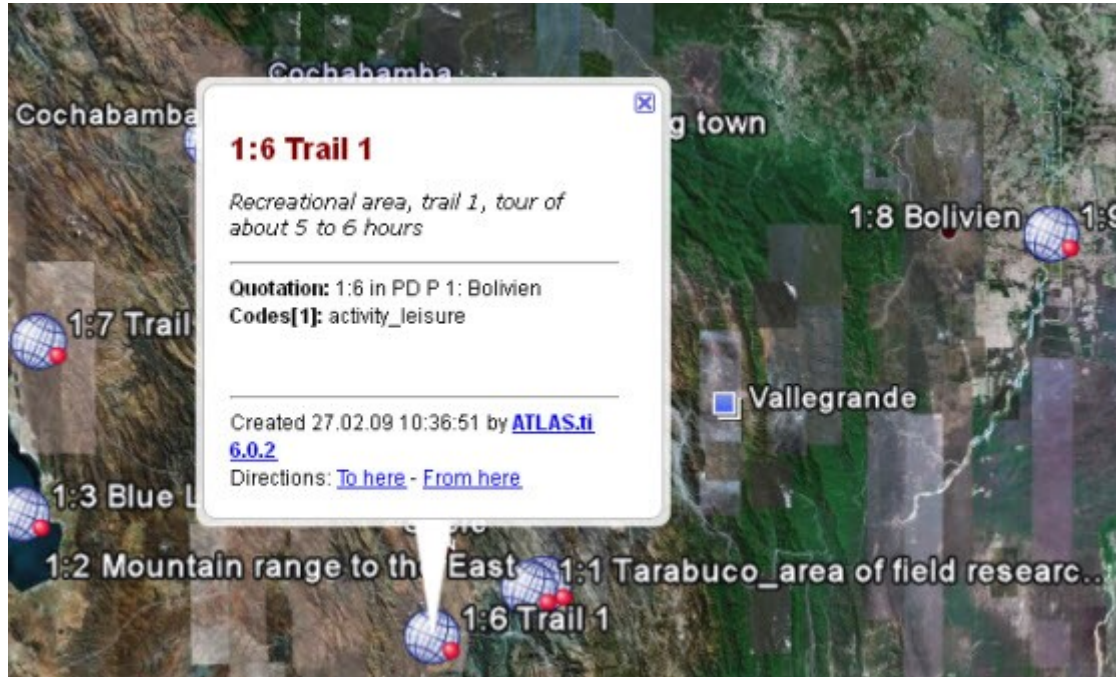 Cochabamba
Cochabamba
g town
1:6 Trail 1
Recreational area, trail 1, tour of
about 5 to 6 hours
1:8 Bolivien
Quotation: 1:6 in PD P 1: Bolivien
Codes[1]: activity_leisure
1:7 Trail
Vallegrande
Created 27.02.09 10:36:51 by ATLAS.ti
6.0.2
Directions: To here - From here
1:3 Blue L
1:2 Mountain range to th East
1:1 Tarabuco_area of field researc...
1:6 Trail 1